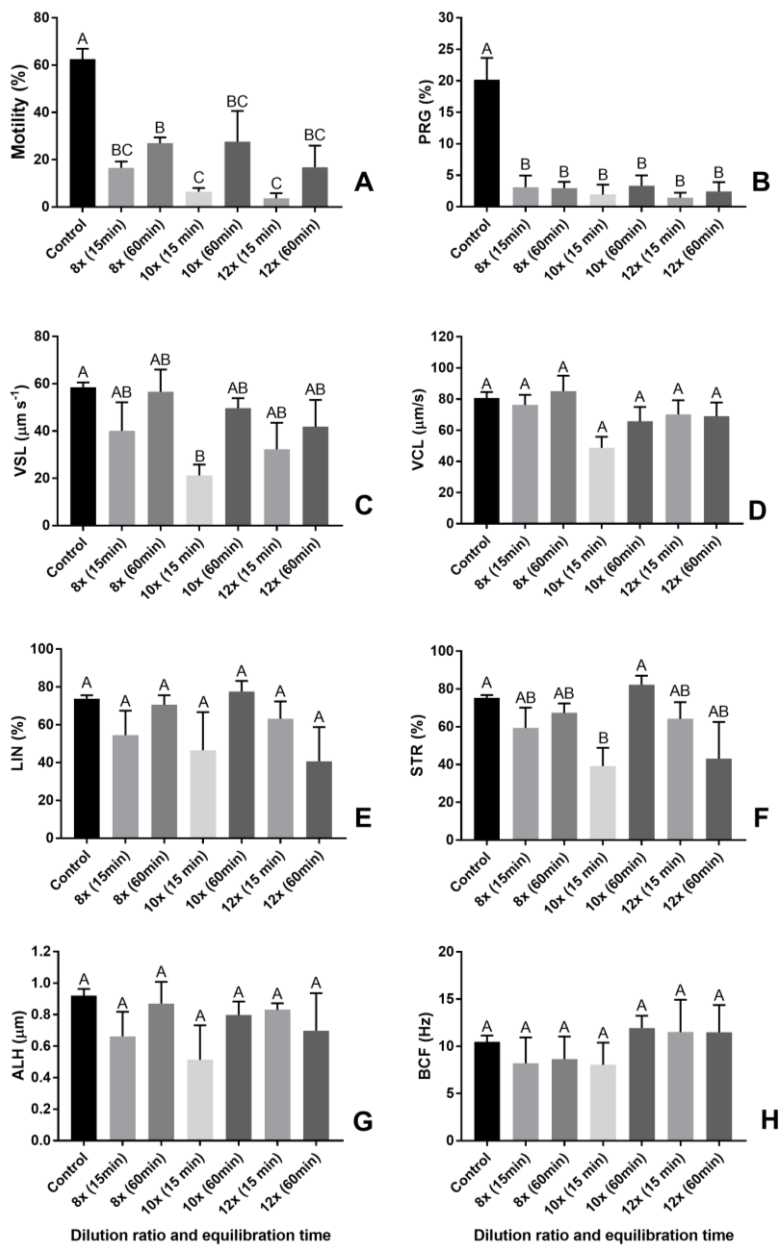 80
60
40
20
0
Motility (%)
A
BC
B
C
BC
C
BC
A
Control
8x (15min)
8x (60min)
10x (15 min)
10x (60min)
12x (15 min)
12x (60min)
30
25
20
15
10
5
0
PRG (%)
A
B
B
B
B
B
B
B
Control
8x (15min)
8x (60min)
10x (15 min)
10x (60min)
12x (15 min)
12x (60min)
80
60
40
20
0
VSL (µm s-1)
A
AB
AB
B
AB
AB
AB
C
Control
8x (15min)
8x (60min)
10x (15 min)
10x (60min)
12x (15 min)
12x (60min)
120
100
80
60
40
20
0
VCL (µm/s)
A
A
A
A
A
A
A
D
Control
8x (15min)
8x (60min)
10x (15 min)
10x (60min)
12x (15 min)
12x (60min)
100
80
60
40
20
0
LIN (%)
A
A
A
A
A
A
A
E
Control
8x (15min)
8x (60min)
10x (15 min)
10x (60min)
12x (15 min)
12x (60min)
100
80
60
40
20
0
STR (%)
A
AB
AB
B
A
AB
AB
F
Control
8x (15min)
8x (60min)
10x (15 min)
10x (60min)
12x (15 min)
12x (60min)
1.2
1.0
0.8
0.6
0.4
0.2
0.0
ALH (µm)
A
A
A
A
A
A
A
G
Control
8x (15min)
8x (60min)
10x (15 min)
10x (60min)
12x (15 min)
12x (60min)
Dilution ratio and equilibration time
20
15
10
5
0
BCF (Hz)
A
A
A
A
A
A
A
H
Control
8x (15min)
8x (60min)
10x (15 min)
10x (60min)
12x (15 min)
12x (60min)
Dilution ratio and equilibration time